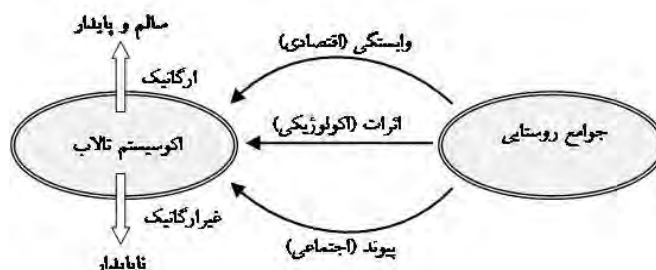 سالم و پایدار
ارگانیک
وابستگی (اقتصادی)
اثرات (اکولوژیکی)
جوامع روستایی
اکوسیستم تالاب
غیرارگانیک
پیوند (اجتماعی)
ناپایدار